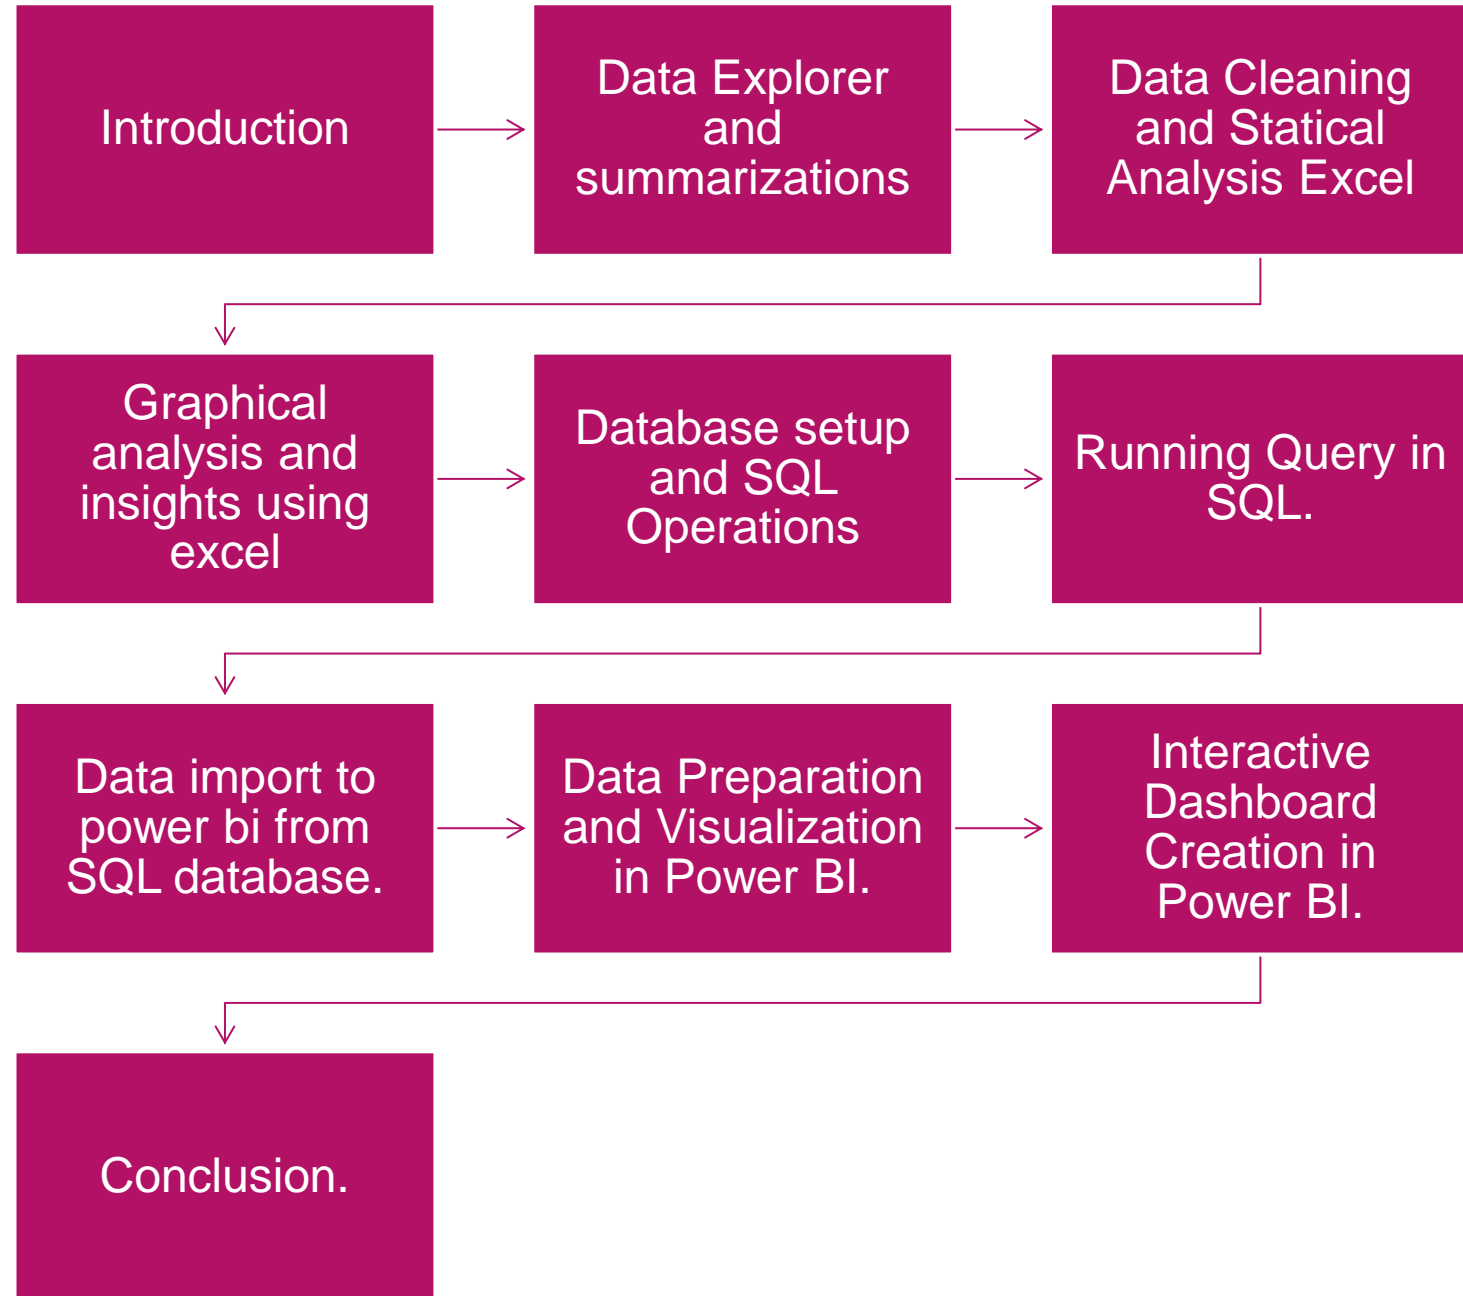 Introduction
Data Explorer
and
summarizations
Data Cleaning
and Statical
Analysis Excel
Graphical
analysis and
insights using
excel
Database setup
and SQL
Operations
Running Query in
SQL.
Data import to
power bi from
SQL database.
Data Preparation
and Visualization
in Power BI.
Interactive
Dashboard
Creation in
Power BI.
Conclusion.